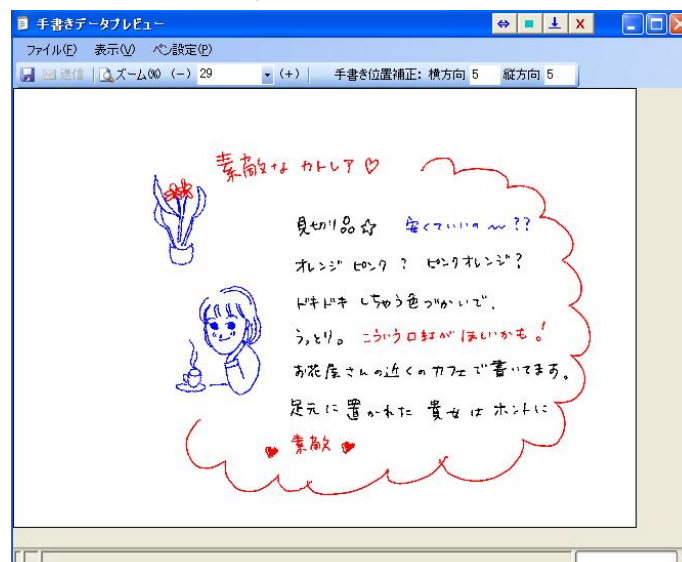 手書きデータプレビュー
ファイル(F) 表示(V) ペン設定(P)
送信 ズーム(%) (-) 29 (+) 手書き位置補正: 横方向 5 縦方向 5
素敵な カトレア♡
見切り品☆ 安くていいの〜??
オレンジ ピンク ? ピンクオレンジ?
ドキドキ しちゃう色づかいで、
うっとり。 こういう口紅がほしいかも!
お花屋さんの近くのカフェで書いてます。
足元に置かれた 貴女は ホントに
♥ 素敵 ♥